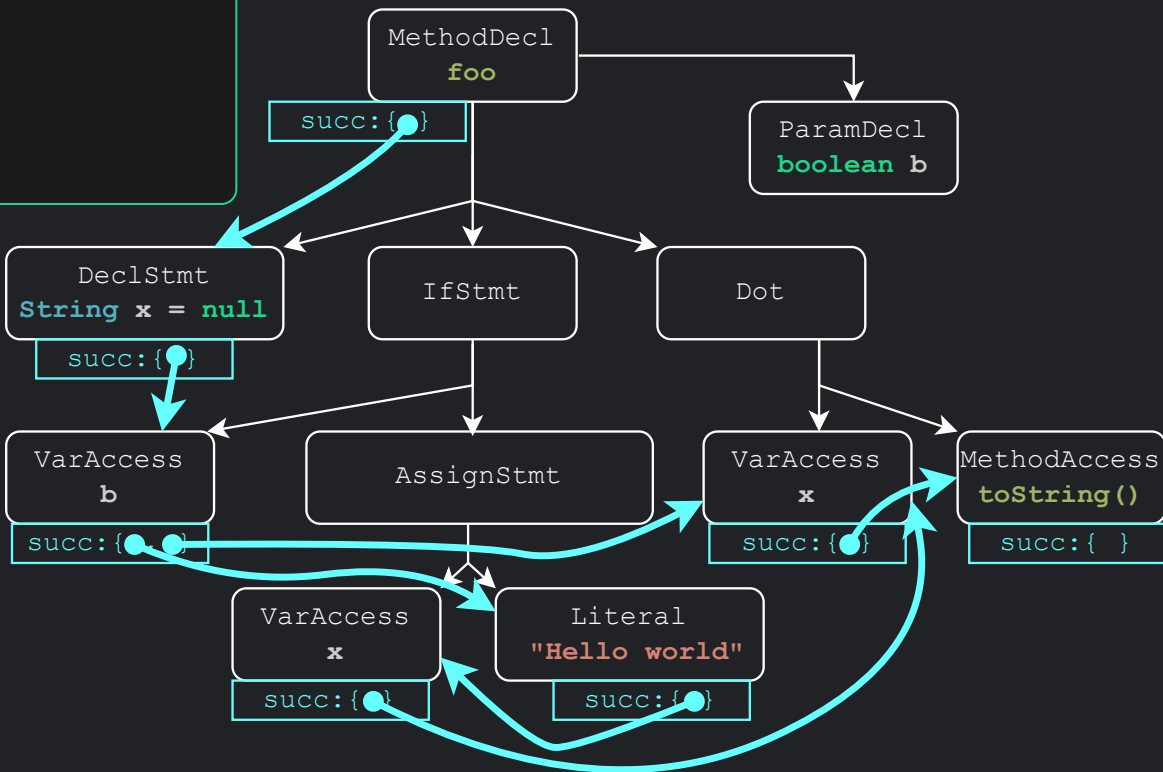 MethodDecl
foo
succ:{ }
ParamDecl
boolean b
DeclStmt
String x = null
succ:{ }
IfStmt
Dot
VarAccess
b
succ:{ , }
AssignStmt
VarAccess
x
succ:{ }
MethodAccess
toString()
succ:{ }
VarAccess
x
succ:{ }
Literal
"Hello world"
succ:{ }